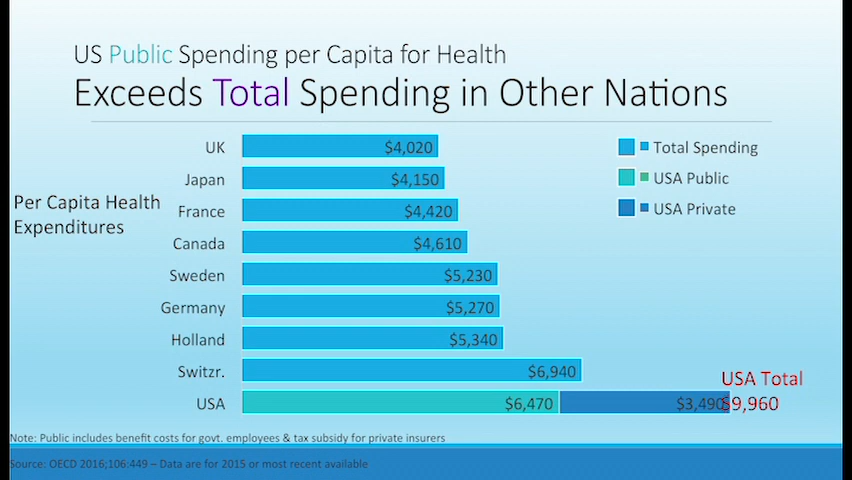 US Public Spending per Capita for Health
Exceeds Total Spending in Other Nations
Per Capita Health
Expenditures
UK $4,020
Japan $4,150
France $4,420
Canada $4,610
Sweden $5,230
Germany $5,270
Holland $5,340
Switzr. $6,940
USA $6,470 $3,490
Total Spending
USA Public
USA Private
USA Total
$9,960
Note: Public includes benefit costs for govt. employees & tax subsidy for private insurers
Source: OECD 2016;106:449 – Data are for 2015 or most recent available